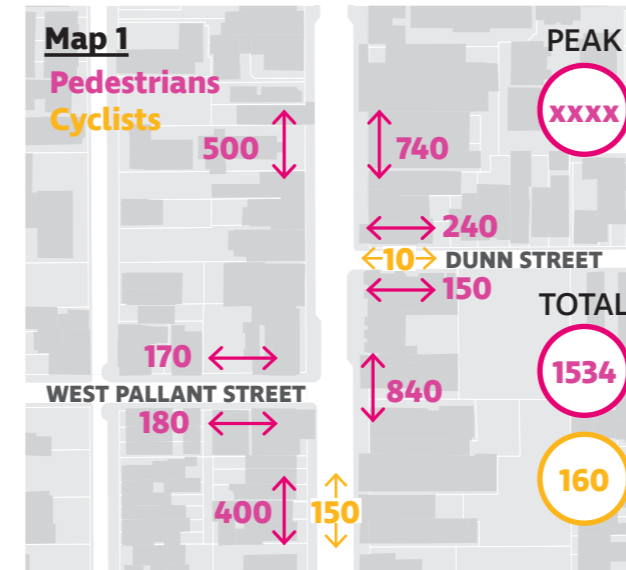 Map 1
Pedestrians
Cyclists
PEAK
xxxx
500
740
240
10
DUNN STREET
150
TOTAL
1534
170
WEST PALLANT STREET
840
180
160
400
150